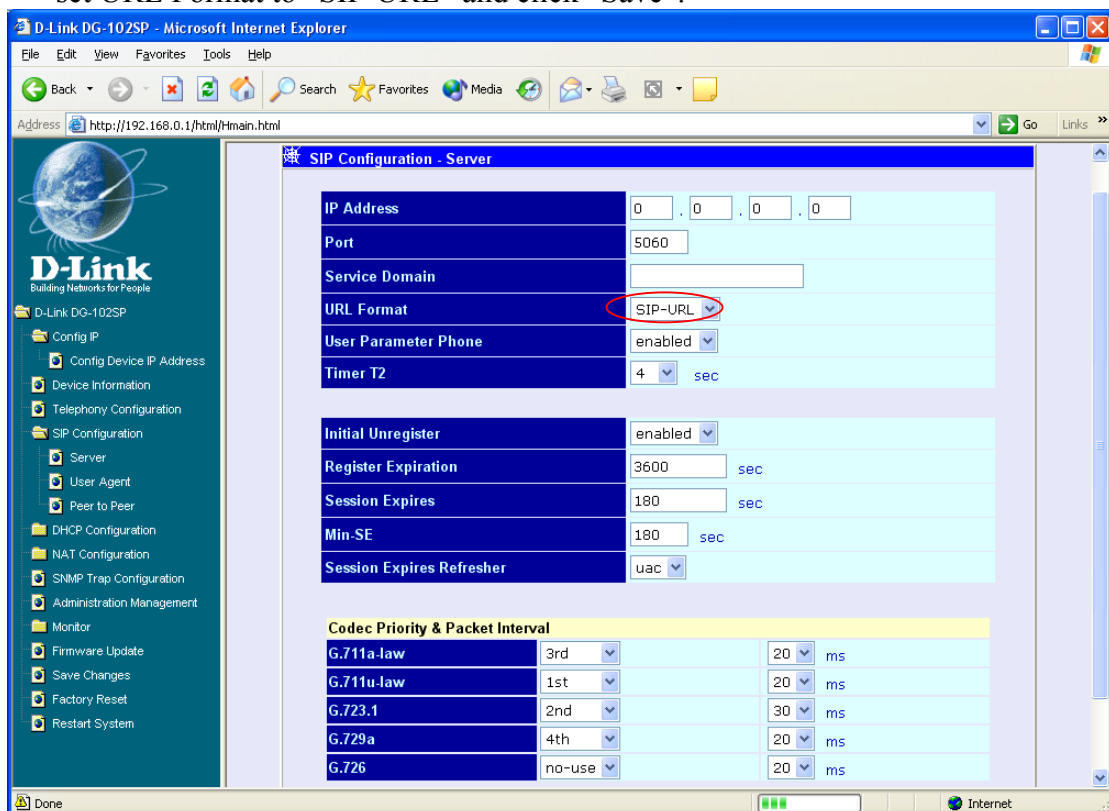 set URL Format to "SIP-URL" and click "Save".
D-Link DG-102SP - Microsoft Internet Explorer
File Edit View Favorites Tools Help
Back Search Favorites Media
Address http://192.168.0.1/html/Hmain.html Go Links »
D-Link
Building Networks for People
D-Link DG-102SP
Config IP
Config Device IP Address
Device Information
Telephony Configuration
SIP Configuration
Server
User Agent
Peer to Peer
DHCP Configuration
NAT Configuration
SNMP Trap Configuration
Administration Management
Monitor
Firmware Update
Save Changes
Factory Reset
Restart System
SIP Configuration - Server
IP Address 0 . 0 . 0 . 0
Port 5060
Service Domain
URL Format SIP-URL
User Parameter Phone enabled
Timer T2 4 sec
Initial Unregister enabled
Register Expiration 3600 sec
Session Expires 180 sec
Min-SE 180 sec
Session Expires Refresher uac
Codec Priority & Packet Interval
G.711a-law 3rd 20 ms
G.711u-law 1st 20 ms
G.723.1 2nd 30 ms
G.729a 4th 20 ms
G.726 no-use 20 ms
Done Internet